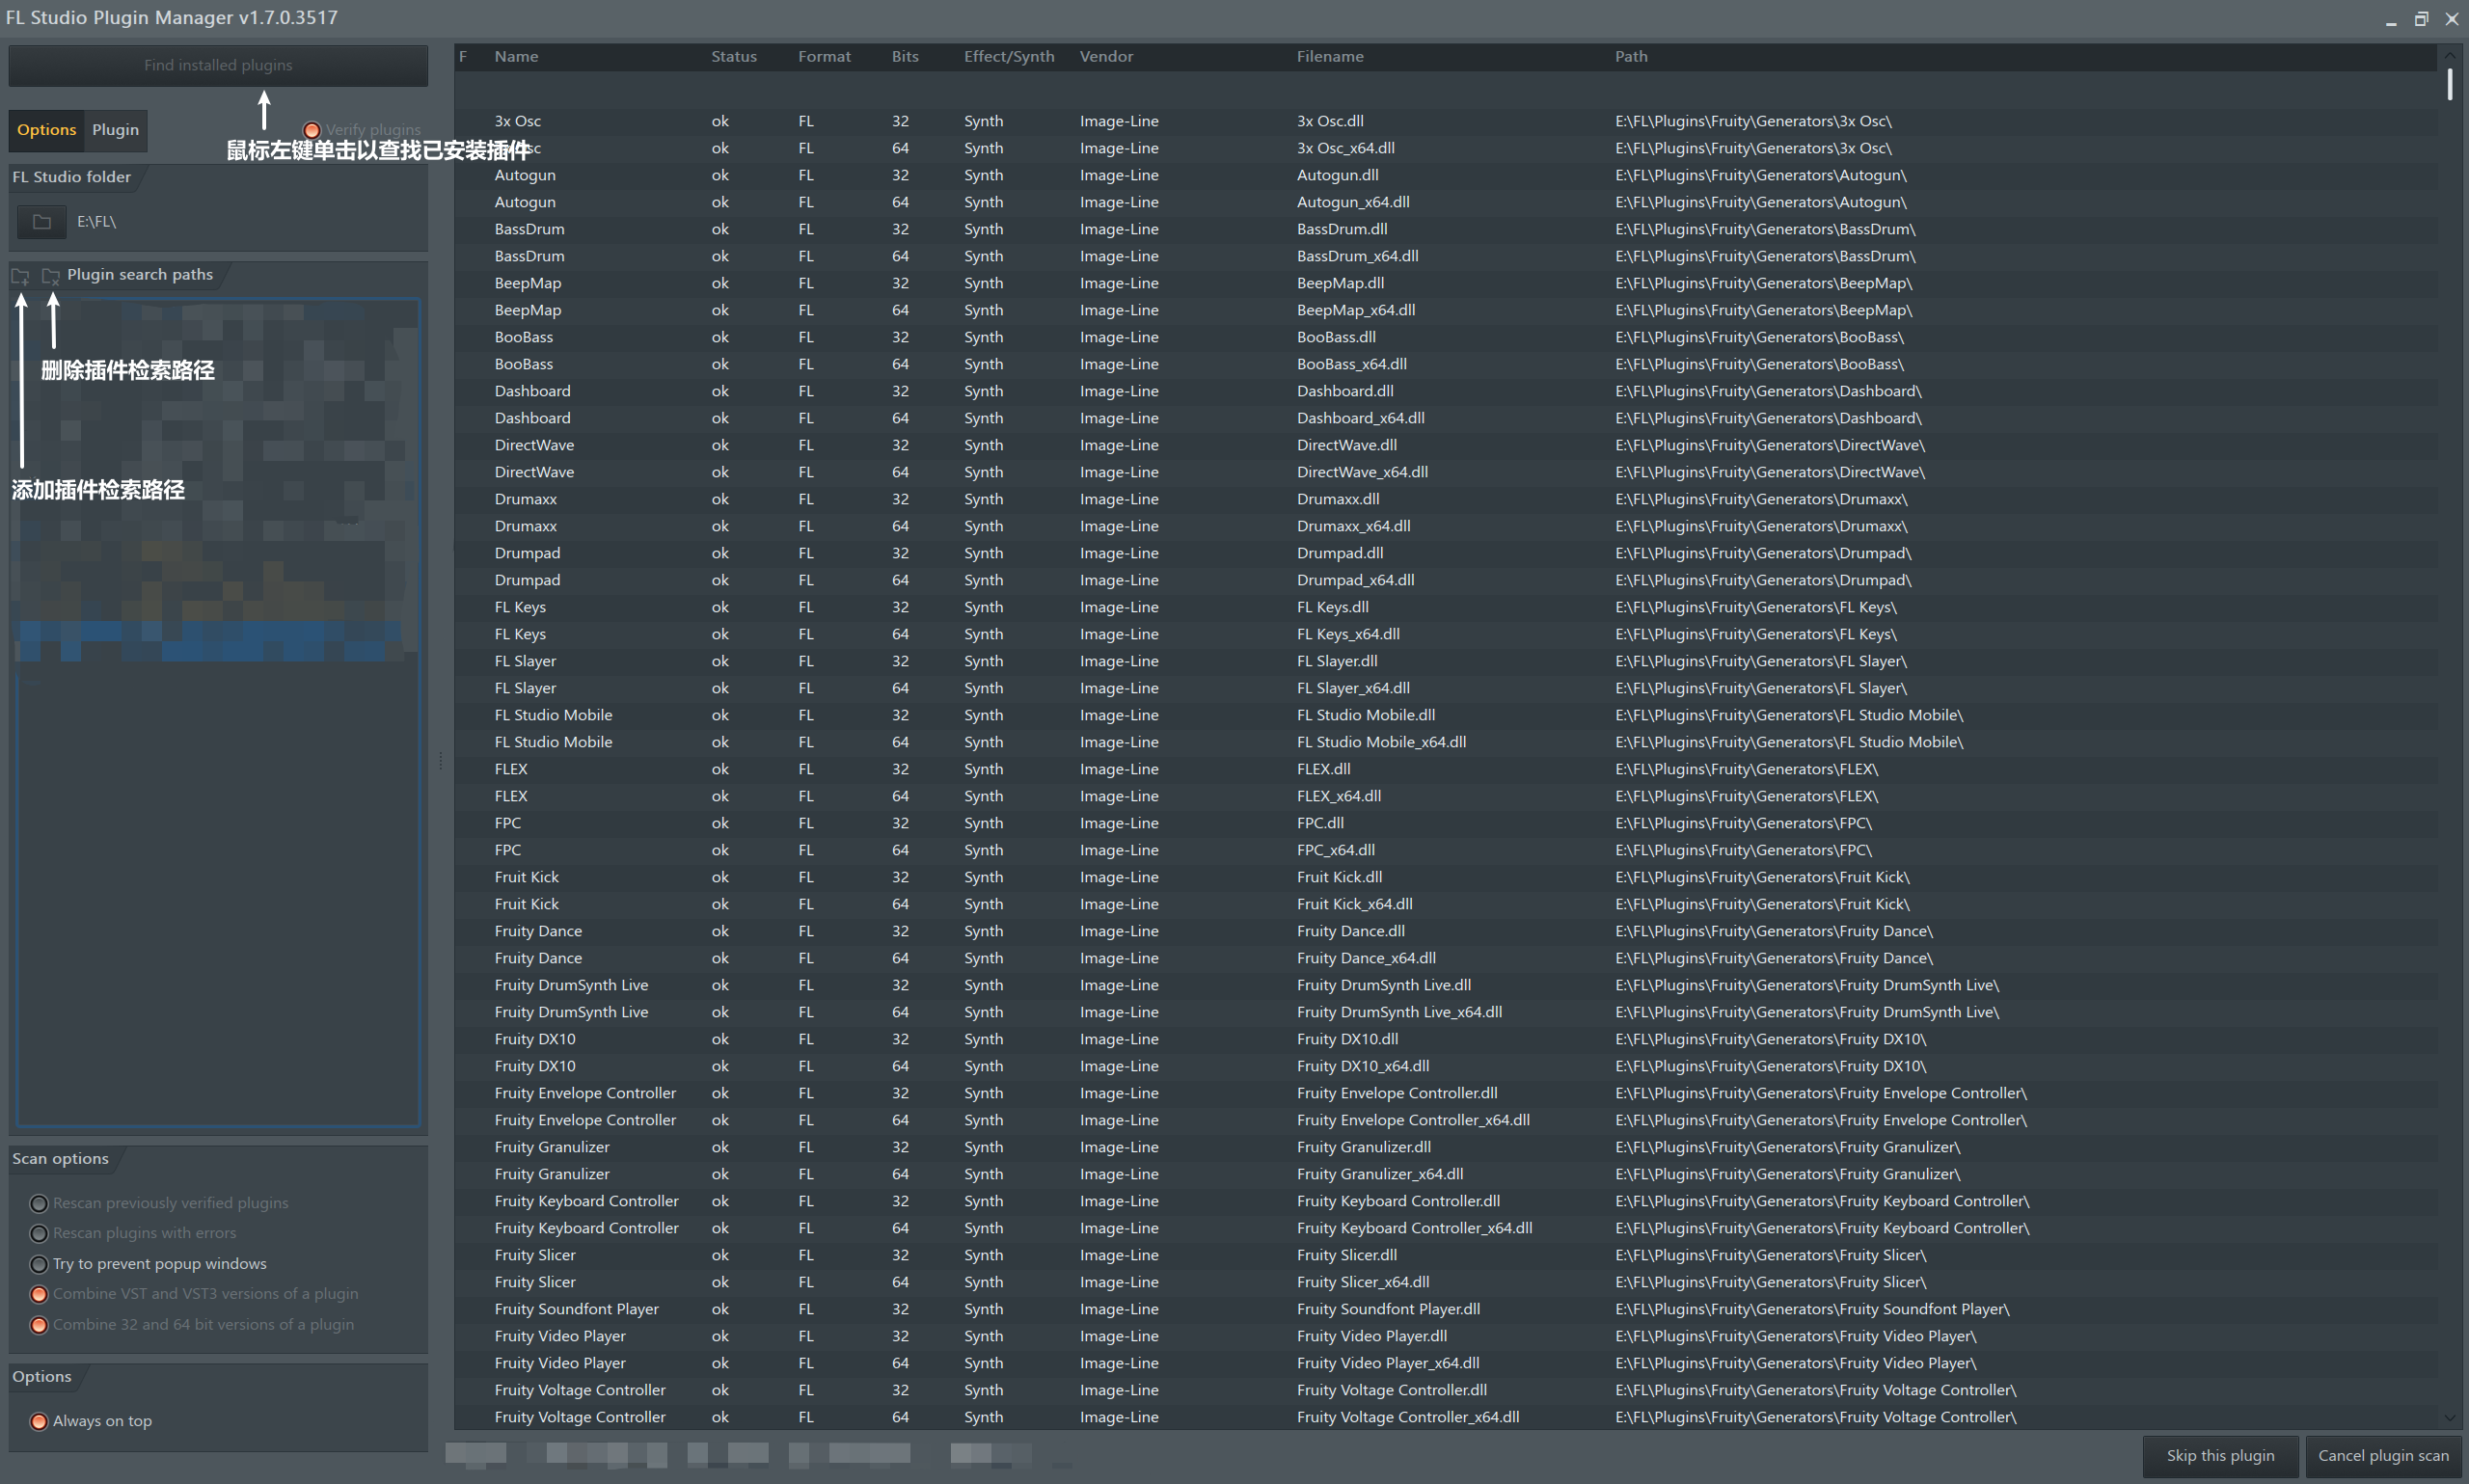 FL Studio Plugin Manager v1.7.0.3517
Find installed plugins
Options Plugin Verify plugins
鼠标左键单击以查找已安装插件
FL Studio folder
E:\FL\
Plugin search paths
删除插件检索路径
添加插件检索路径
Scan options
Rescan previously verified plugins
Rescan plugins with errors
Try to prevent popup windows
Combine VST and VST3 versions of a plugin
Combine 32 and 64 bit versions of a plugin
Options
Always on top
F Name Status Format Bits Effect/Synth Vendor Filename Path
3x Osc ok FL 32 Synth Image-Line 3x Osc.dll E:\FL\Plugins\Fruity\Generators\3x Osc\
sc ok FL 64 Synth Image-Line 3x Osc_x64.dll E:\FL\Plugins\Fruity\Generators\3x Osc\
Autogun ok FL 32 Synth Image-Line Autogun.dll E:\FL\Plugins\Fruity\Generators\Autogun\
Autogun ok FL 64 Synth Image-Line Autogun_x64.dll E:\FL\Plugins\Fruity\Generators\Autogun\
BassDrum ok FL 32 Synth Image-Line BassDrum.dll E:\FL\Plugins\Fruity\Generators\BassDrum\
BassDrum ok FL 64 Synth Image-Line BassDrum_x64.dll E:\FL\Plugins\Fruity\Generators\BassDrum\
BeepMap ok FL 32 Synth Image-Line BeepMap.dll E:\FL\Plugins\Fruity\Generators\BeepMap\
BeepMap ok FL 64 Synth Image-Line BeepMap_x64.dll E:\FL\Plugins\Fruity\Generators\BeepMap\
BooBass ok FL 32 Synth Image-Line BooBass.dll E:\FL\Plugins\Fruity\Generators\BooBass\
BooBass ok FL 64 Synth Image-Line BooBass_x64.dll E:\FL\Plugins\Fruity\Generators\BooBass\
Dashboard ok FL 32 Synth Image-Line Dashboard.dll E:\FL\Plugins\Fruity\Generators\Dashboard\
Dashboard ok FL 64 Synth Image-Line Dashboard_x64.dll E:\FL\Plugins\Fruity\Generators\Dashboard\
DirectWave ok FL 32 Synth Image-Line DirectWave.dll E:\FL\Plugins\Fruity\Generators\DirectWave\
DirectWave ok FL 64 Synth Image-Line DirectWave_x64.dll E:\FL\Plugins\Fruity\Generators\DirectWave\
Drumaxx ok FL 32 Synth Image-Line Drumaxx.dll E:\FL\Plugins\Fruity\Generators\Drumaxx\
Drumaxx ok FL 64 Synth Image-Line Drumaxx_x64.dll E:\FL\Plugins\Fruity\Generators\Drumaxx\
Drumpad ok FL 32 Synth Image-Line Drumpad.dll E:\FL\Plugins\Fruity\Generators\Drumpad\
Drumpad ok FL 64 Synth Image-Line Drumpad_x64.dll E:\FL\Plugins\Fruity\Generators\Drumpad\
FL Keys ok FL 32 Synth Image-Line FL Keys.dll E:\FL\Plugins\Fruity\Generators\FL Keys\
FL Keys ok FL 64 Synth Image-Line FL Keys_x64.dll E:\FL\Plugins\Fruity\Generators\FL Keys\
FL Slayer ok FL 32 Synth Image-Line FL Slayer.dll E:\FL\Plugins\Fruity\Generators\FL Slayer\
FL Slayer ok FL 64 Synth Image-Line FL Slayer_x64.dll E:\FL\Plugins\Fruity\Generators\FL Slayer\
FL Studio Mobile ok FL 32 Synth Image-Line FL Studio Mobile.dll E:\FL\Plugins\Fruity\Generators\FL Studio Mobile\
FL Studio Mobile ok FL 64 Synth Image-Line FL Studio Mobile_x64.dll E:\FL\Plugins\Fruity\Generators\FL Studio Mobile\
FLEX ok FL 32 Synth Image-Line FLEX.dll E:\FL\Plugins\Fruity\Generators\FLEX\
FLEX ok FL 64 Synth Image-Line FLEX_x64.dll E:\FL\Plugins\Fruity\Generators\FLEX\
FPC ok FL 32 Synth Image-Line FPC.dll E:\FL\Plugins\Fruity\Generators\FPC\
FPC ok FL 64 Synth Image-Line FPC_x64.dll E:\FL\Plugins\Fruity\Generators\FPC\
Fruit Kick ok FL 32 Synth Image-Line Fruit Kick.dll E:\FL\Plugins\Fruity\Generators\Fruit Kick\
Fruit Kick ok FL 64 Synth Image-Line Fruit Kick_x64.dll E:\FL\Plugins\Fruity\Generators\Fruit Kick\
Fruity Dance ok FL 32 Synth Image-Line Fruity Dance.dll E:\FL\Plugins\Fruity\Generators\Fruity Dance\
Fruity Dance ok FL 64 Synth Image-Line Fruity Dance_x64.dll E:\FL\Plugins\Fruity\Generators\Fruity Dance\
Fruity DrumSynth Live ok FL 32 Synth Image-Line Fruity DrumSynth Live.dll E:\FL\Plugins\Fruity\Generators\Fruity DrumSynth Live\
Fruity DrumSynth Live ok FL 64 Synth Image-Line Fruity DrumSynth Live_x64.dll E:\FL\Plugins\Fruity\Generators\Fruity DrumSynth Live\
Fruity DX10 ok FL 32 Synth Image-Line Fruity DX10.dll E:\FL\Plugins\Fruity\Generators\Fruity DX10\
Fruity DX10 ok FL 64 Synth Image-Line Fruity DX10_x64.dll E:\FL\Plugins\Fruity\Generators\Fruity DX10\
Fruity Envelope Controller ok FL 32 Synth Image-Line Fruity Envelope Controller.dll E:\FL\Plugins\Fruity\Generators\Fruity Envelope Controller\
Fruity Envelope Controller ok FL 64 Synth Image-Line Fruity Envelope Controller_x64.dll E:\FL\Plugins\Fruity\Generators\Fruity Envelope Controller\
Fruity Granulizer ok FL 32 Synth Image-Line Fruity Granulizer.dll E:\FL\Plugins\Fruity\Generators\Fruity Granulizer\
Fruity Granulizer ok FL 64 Synth Image-Line Fruity Granulizer_x64.dll E:\FL\Plugins\Fruity\Generators\Fruity Granulizer\
Fruity Keyboard Controller ok FL 32 Synth Image-Line Fruity Keyboard Controller.dll E:\FL\Plugins\Fruity\Generators\Fruity Keyboard Controller\
Fruity Keyboard Controller ok FL 64 Synth Image-Line Fruity Keyboard Controller_x64.dll E:\FL\Plugins\Fruity\Generators\Fruity Keyboard Controller\
Fruity Slicer ok FL 32 Synth Image-Line Fruity Slicer.dll E:\FL\Plugins\Fruity\Generators\Fruity Slicer\
Fruity Slicer ok FL 64 Synth Image-Line Fruity Slicer_x64.dll E:\FL\Plugins\Fruity\Generators\Fruity Slicer\
Fruity Soundfont Player ok FL 32 Synth Image-Line Fruity Soundfont Player.dll E:\FL\Plugins\Fruity\Generators\Fruity Soundfont Player\
Fruity Video Player ok FL 32 Synth Image-Line Fruity Video Player.dll E:\FL\Plugins\Fruity\Generators\Fruity Video Player\
Fruity Video Player ok FL 64 Synth Image-Line Fruity Video Player_x64.dll E:\FL\Plugins\Fruity\Generators\Fruity Video Player\
Fruity Voltage Controller ok FL 32 Synth Image-Line Fruity Voltage Controller.dll E:\FL\Plugins\Fruity\Generators\Fruity Voltage Controller\
Fruity Voltage Controller ok FL 64 Synth Image-Line Fruity Voltage Controller_x64.dll E:\FL\Plugins\Fruity\Generators\Fruity Voltage Controller\
Skip this plugin Cancel plugin scan